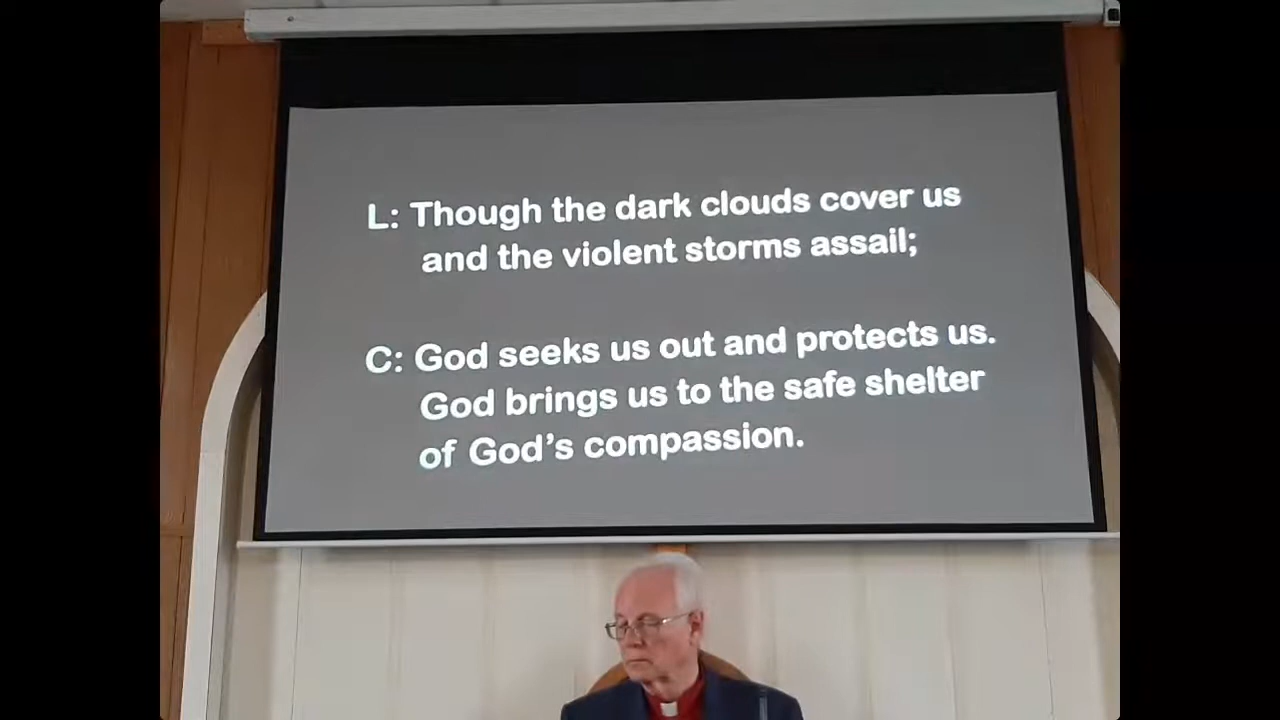 L: Though the dark clouds cover us
and the violent storms assail;
C: God seeks us out and protects us.
God brings us to the safe shelter
of God's compassion.